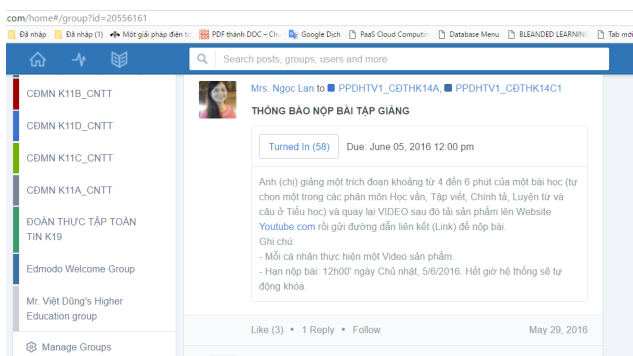 .com/home#/group?id=20556161
Đã nhập Đã nhập (1) Một giải pháp điện to PDF thành DOC – Ch Google Dịch PaaS Cloud Computin Database Menu BLEANDED LEARNING Tab mới
Search posts, groups, users and more
CĐMN K11B_CNTT
CĐMN K11D_CNTT
CĐMN K11C_CNTT
CĐMN K11A_CNTT
ĐOÀN THỰC TẬP TOÁN
TIN K19
Edmodo Welcome Group
Mr. Việt Dũng's Higher
Education group
Manage Groups
Mrs. Ngoc Lan to PPDHTV1_CĐTHK14A, PPDHTV1_CĐTHK14C1
THÔNG BÁO NỘP BÀI TẬP GIẢNG
Turned In (58) Due: June 05, 2016 12:00 pm
Anh (chị) giảng một trích đoạn khoảng từ 4 đến 6 phút của một bài học (tự
chọn một trong các phân môn Học vần, Tập viết, Chính tả, Luyện từ và
câu ở Tiểu học) và quay lại VIDEO sau đó tải sản phẩm lên Website
Youtube.com rồi gửi đường dẫn liên kết (Link) để nộp bài.
Ghi chú:
- Mỗi cá nhân thực hiện một Video sản phẩm.
- Hạn nộp bài: 12h00' ngày Chủ nhật, 5/6/2016. Hết giờ hệ thống sẽ tự
động khóa.
Like (3) • 1 Reply • Follow May 29, 2016